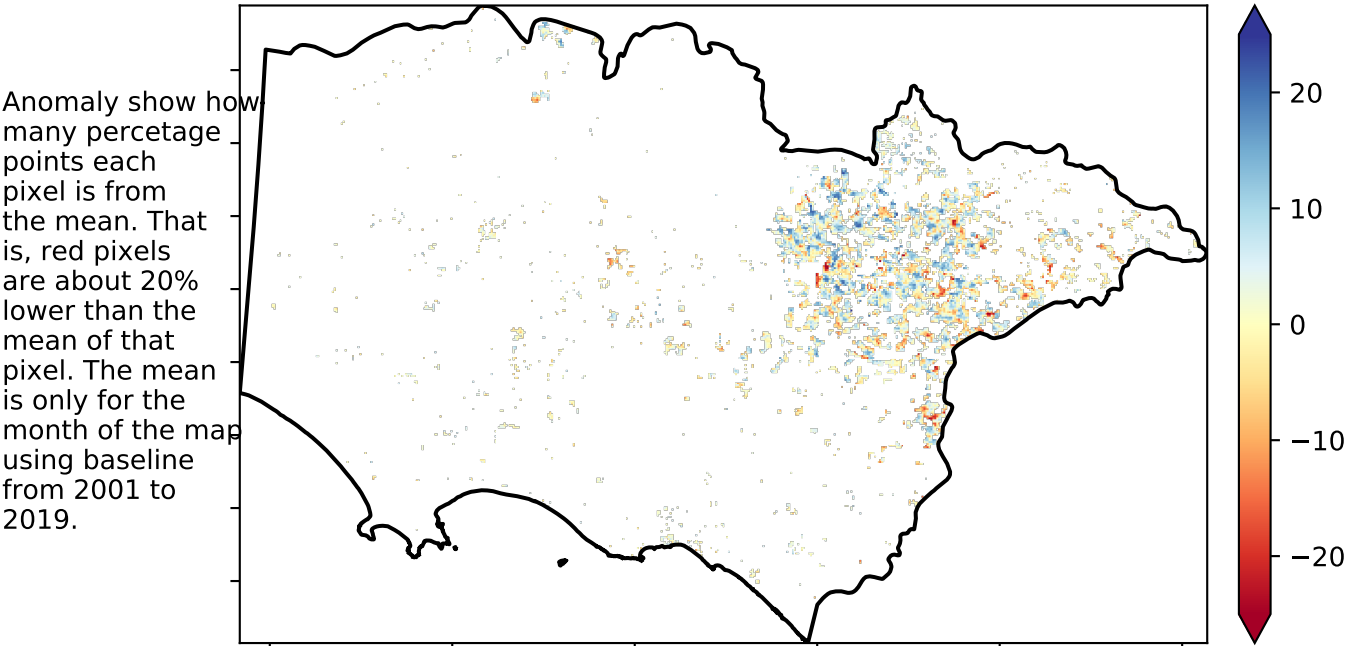 Anomaly show how
many percetage
points each
pixel is from
the mean. That
is, red pixels
are about 20%
lower than the
mean of that
pixel. The mean
is only for the
month of the map
using baseline
from 2001 to
2019.
20
10
0
−10
−20